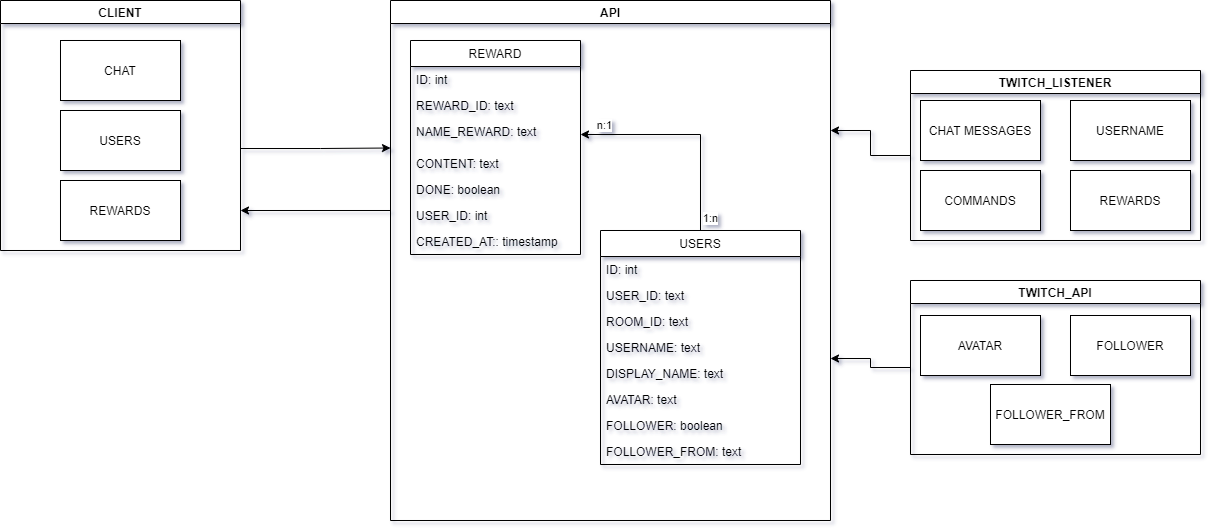 CLIENT
CHAT
USERS
REWARDS
API
REWARD
ID: int
REWARD_ID: text
NAME_REWARD: text
CONTENT: text
DONE: boolean
USER_ID: int
CREATED_AT:: timestamp
n:1
1:n
USERS
ID: int
USER_ID: text
ROOM_ID: text
USERNAME: text
DISPLAY_NAME: text
AVATAR: text
FOLLOWER: boolean
FOLLOWER_FROM: text
TWITCH_LISTENER
CHAT MESSAGES
USERNAME
COMMANDS
REWARDS
TWITCH_API
AVATAR
FOLLOWER
FOLLOWER_FROM